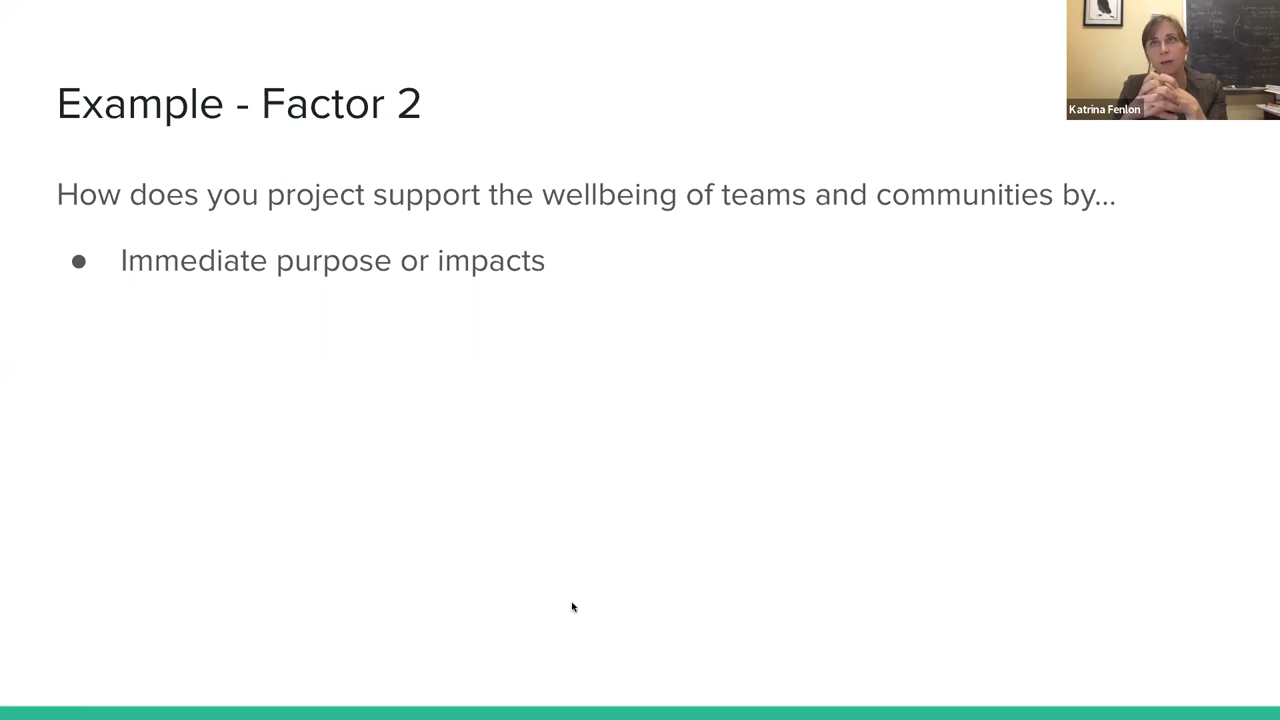 Example - Factor 2
How does you project support the wellbeing of teams and communities by...
● Immediate purpose or impacts
Katrina Fenlon